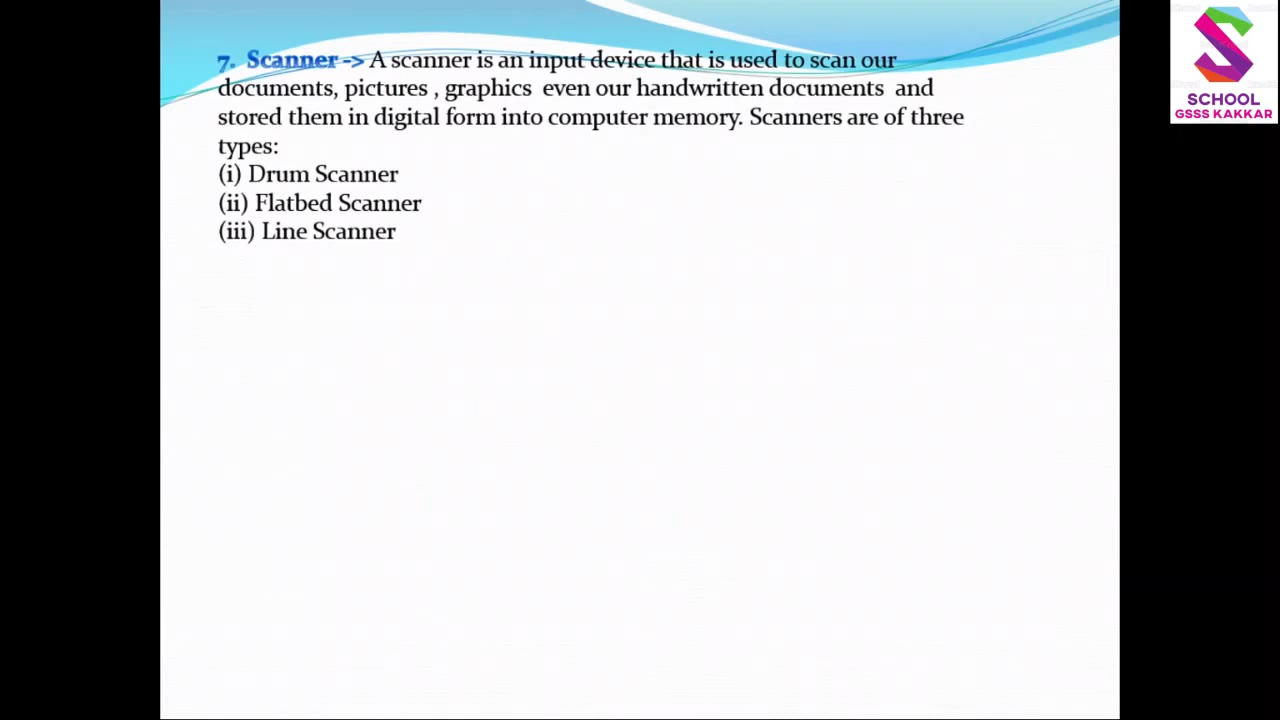 7. Scanner -> A scanner is an input device that is used to scan our
documents, pictures , graphics even our handwritten documents and
stored them in digital form into computer memory. Scanners are of three
types:
(i) Drum Scanner
(ii) Flatbed Scanner
(iii) Line Scanner
SCHOOL
GSSS KAKKAR